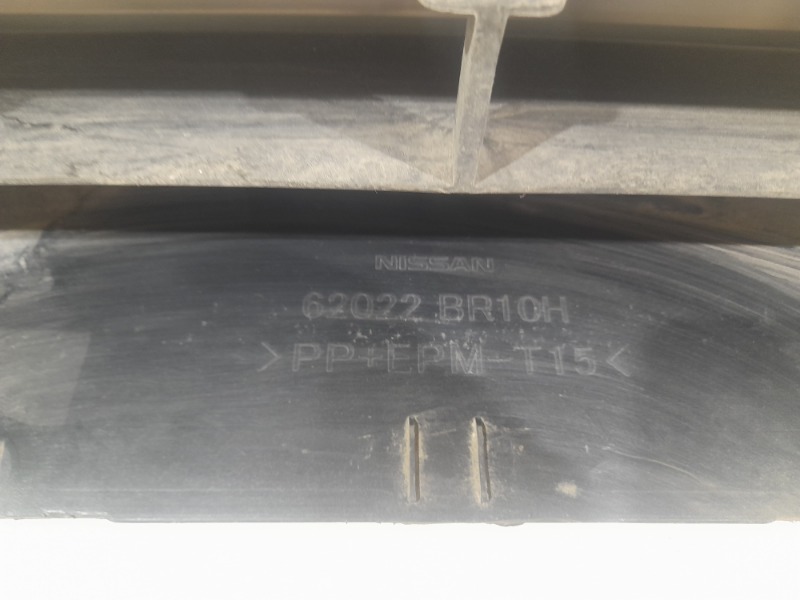 NISSAN
62022 BR10H
>PP+EPM-T15<